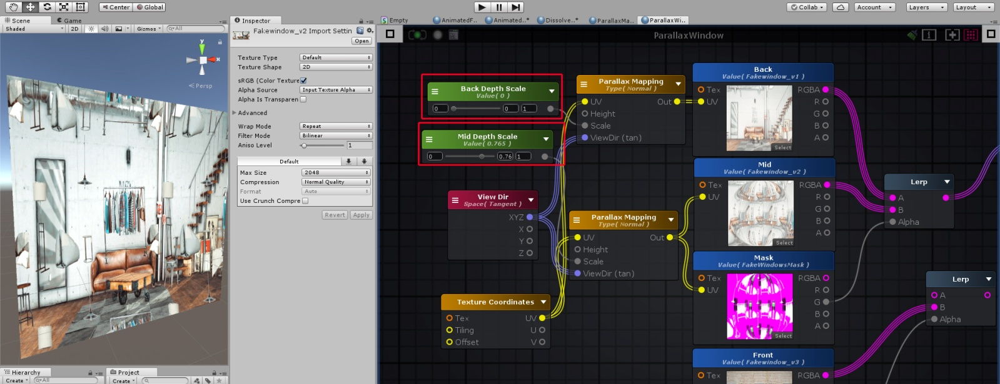 Center
Global
Collab
Account
Layers
Layout
Scene
Game
Shaded
2D
Gizmos
All
y
x
Persp
Inspector
Fakewindow_v2 Import Settin
Open
Texture Type
Default
Texture Shape
2D
sRGB (Color Texture
Alpha Source
Input Texture Alpha
Alpha Is Transparen
Advanced
Wrap Mode
Repeat
Filter Mode
Bilinear
Aniso Level
1
Default
Max Size
2048
Compression
Normal Quality
Format
Auto
Use Crunch Compre
Revert
Apply
Hierarchy
Create
All
Project
Create
Empty
AnimatedF..
Animated..*
Dissolve..*
ParallaxMa..
ParallaxWi..
ParallaxWindow
Back Depth Scale
Value( 0 )
0
0
1
Mid Depth Scale
Value( 0.765 )
0
0.76
1
View Dir
Space( Tangent )
XYZ
X
Y
Z
Texture Coordinates
Tex
UV
Tiling
U
Offset
V
Parallax Mapping
Type( Normal )
UV
Out
Height
Scale
ViewDir (tan)
Parallax Mapping
Type( Normal )
UV
Out
Height
Scale
ViewDir (tan)
Back
Value( Fakewindow_v1 )
Tex
RGBA
UV
R
G
B
A
Select
Mid
Value( Fakewindow_v2 )
Tex
RGBA
UV
R
G
B
A
Select
Mask
Value( FakeWindowsMask )
Tex
RGBA
UV
R
G
B
A
Select
Front
Value( Fakewindow_v3 )
Tex
RGBA
Lerp
A
B
Alpha
Lerp
A
B
Alpha